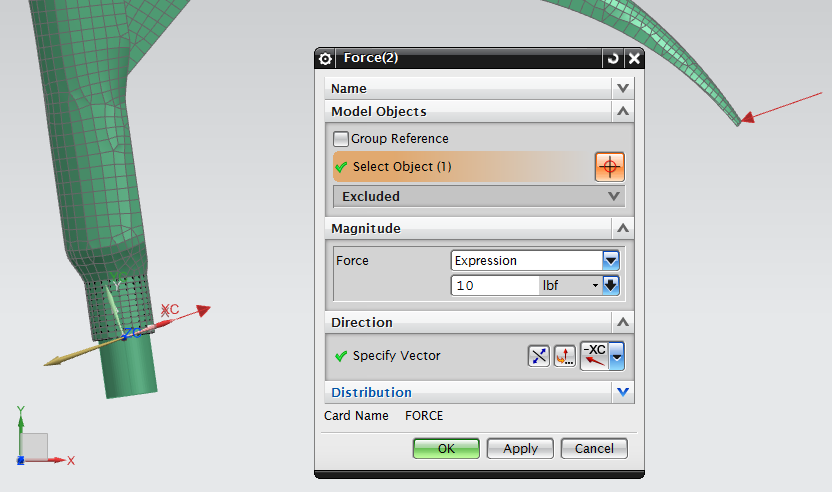 Force(2)
Name
Model Objects
Group Reference
Select Object (1)
Excluded
Magnitude
Force Expression
10 lbf
Direction
Specify Vector -XC
Distribution
Card Name FORCE
OK Apply Cancel
Y
XC
ZC
Y
X